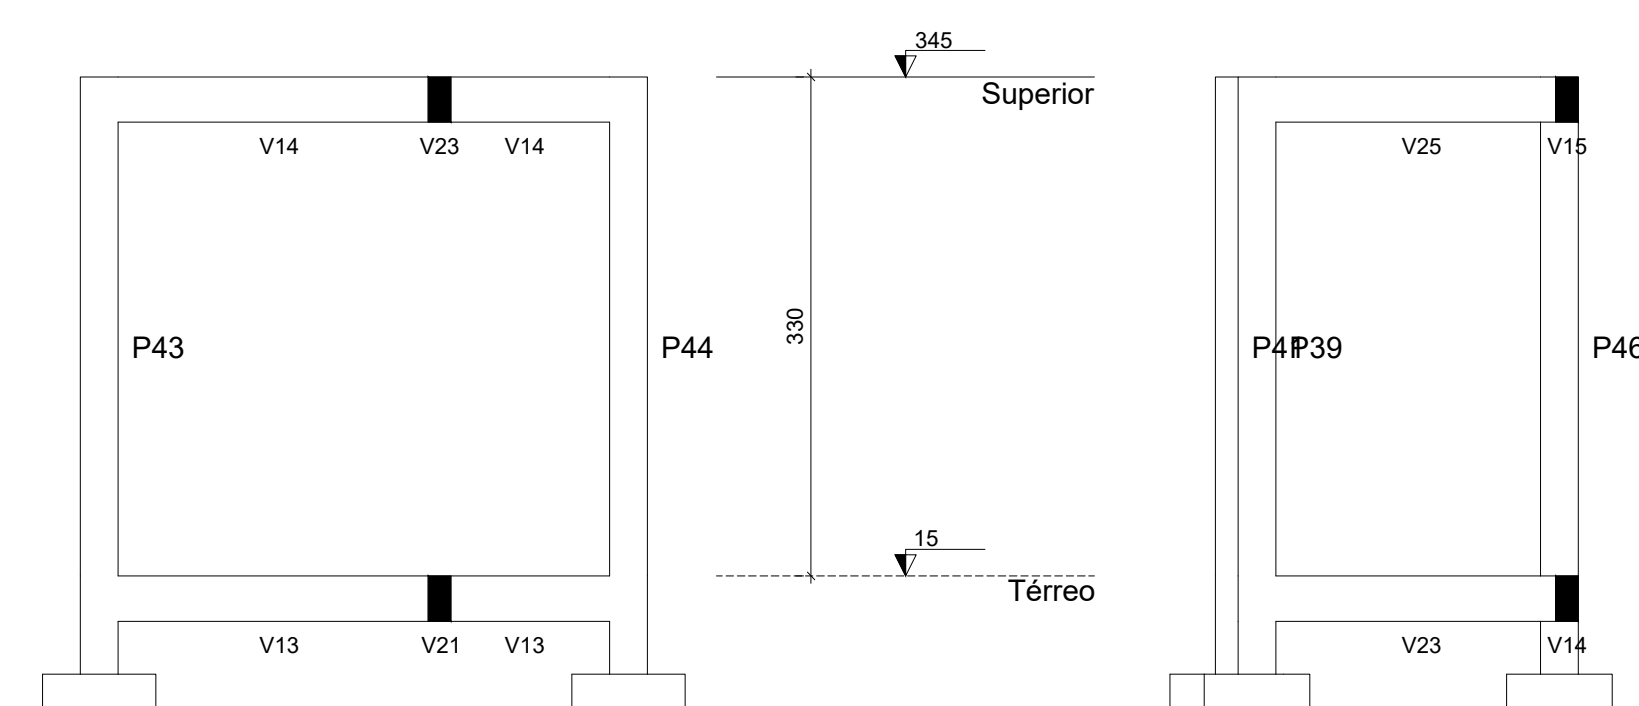 345
Superior
V14 V23 V14 V25 V15
330
P43 P44 P41 P39 P46
15
Térreo
V13 V21 V13 V23 V14